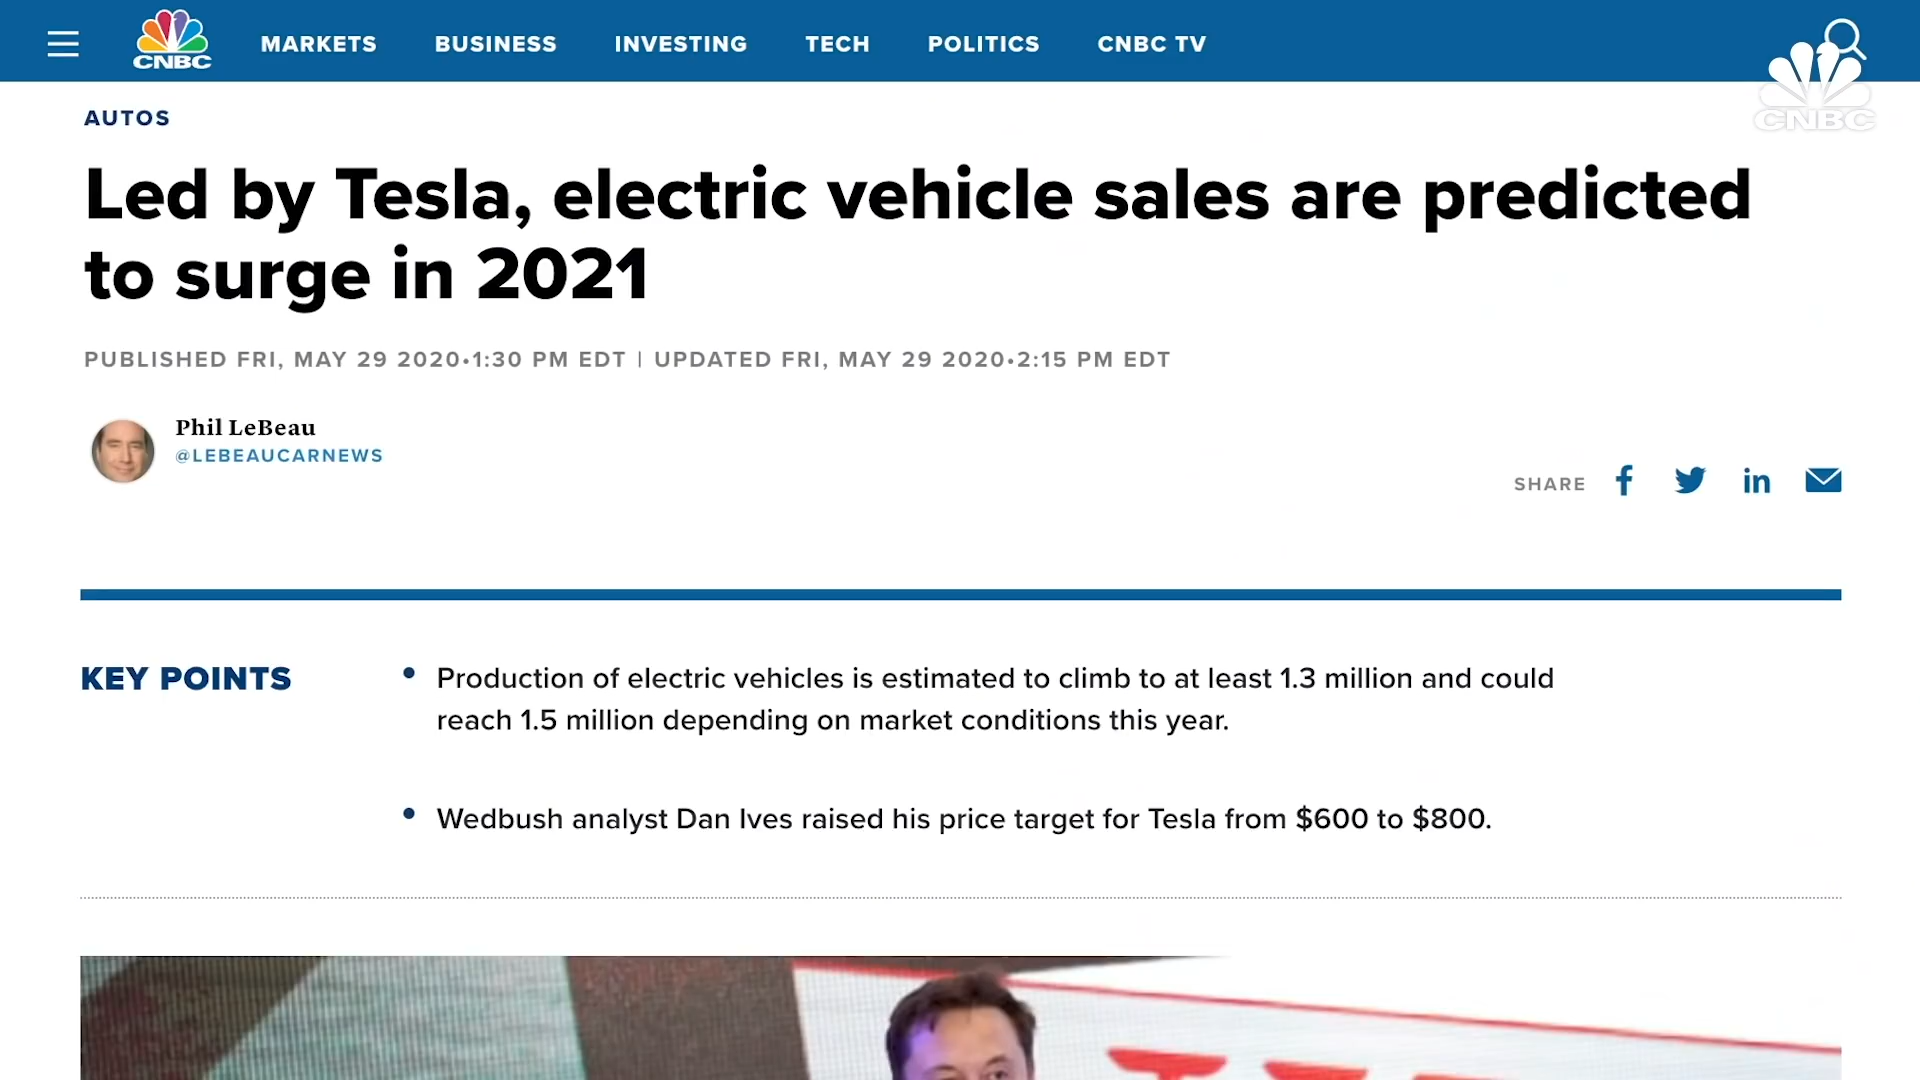 CNBC
MARKETS
BUSINESS
INVESTING
TECH
POLITICS
CNBC TV
CNBC
AUTOS
Led by Tesla, electric vehicle sales are predicted
to surge in 2021
PUBLISHED FRI, MAY 29 2020•1:30 PM EDT | UPDATED FRI, MAY 29 2020•2:15 PM EDT
Phil LeBeau
@LEBEAUCARNEWS
SHARE
KEY POINTS
• Production of electric vehicles is estimated to climb to at least 1.3 million and could
reach 1.5 million depending on market conditions this year.
• Wedbush analyst Dan Ives raised his price target for Tesla from $600 to $800.